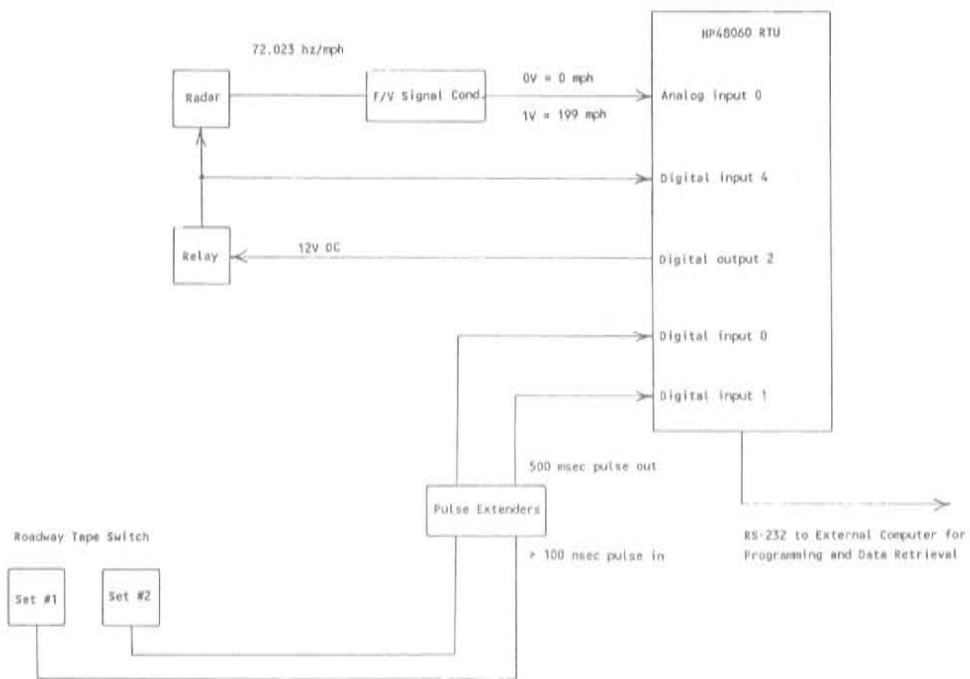 HP48060 RTU
72.023 hz/mph
0V = 0 mph
Radar
F/V Signal Cond.
Analog input 0
1V = 199 mph
Digital input 4
12V DC
Relay
Digital output 2
Digital input 0
Digital input 1
500 msec pulse out
Pulse Extenders
Roadway Tape Switch
> 100 nsec pulse in
RS-232 to External Computer for
Programming and Data Retrieval
Set #1
Set #2